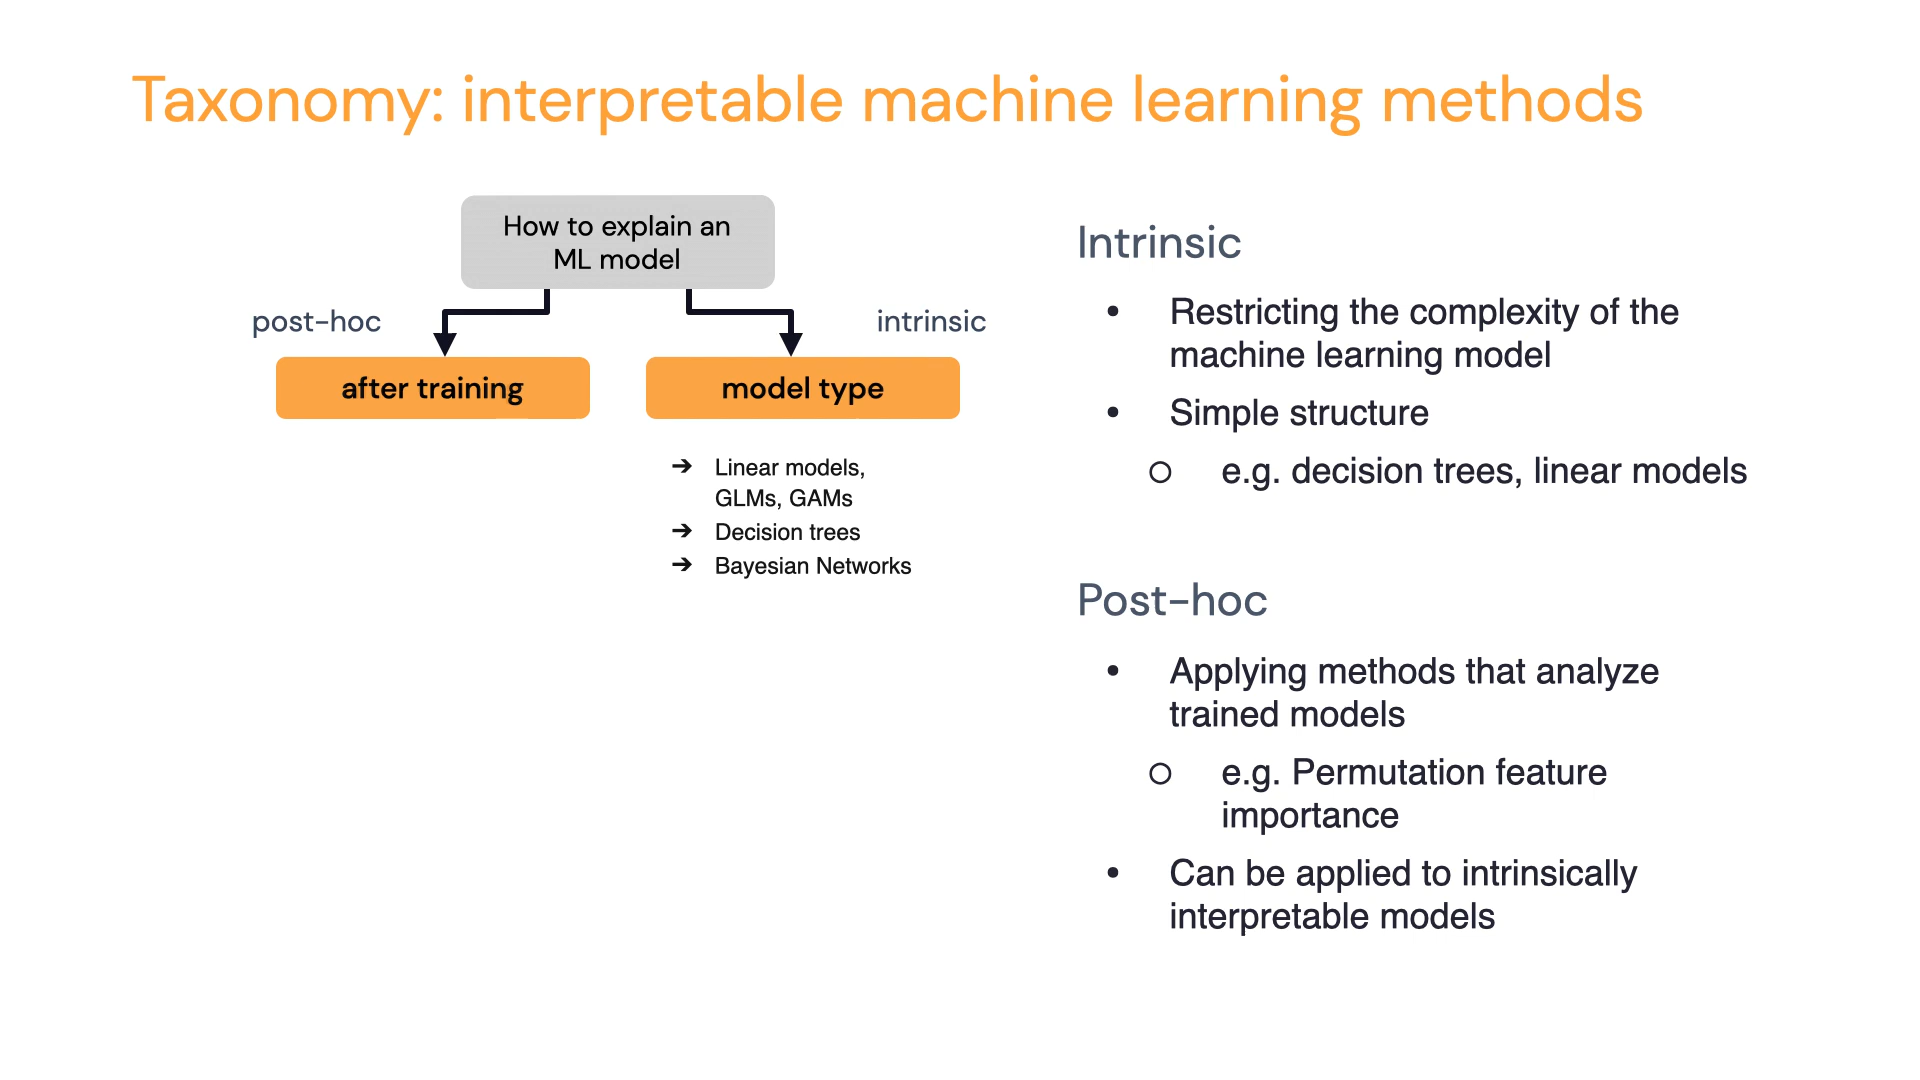 Taxonomy: interpretable machine learning methods
How to explain an
ML model
post-hoc
intrinsic
after training
model type
➔ Linear models,
GLMs, GAMs
➔ Decision trees
➔ Bayesian Networks
Intrinsic
• Restricting the complexity of the
machine learning model
• Simple structure
○ e.g. decision trees, linear models
Post-hoc
• Applying methods that analyze
trained models
○ e.g. Permutation feature
importance
• Can be applied to intrinsically
interpretable models